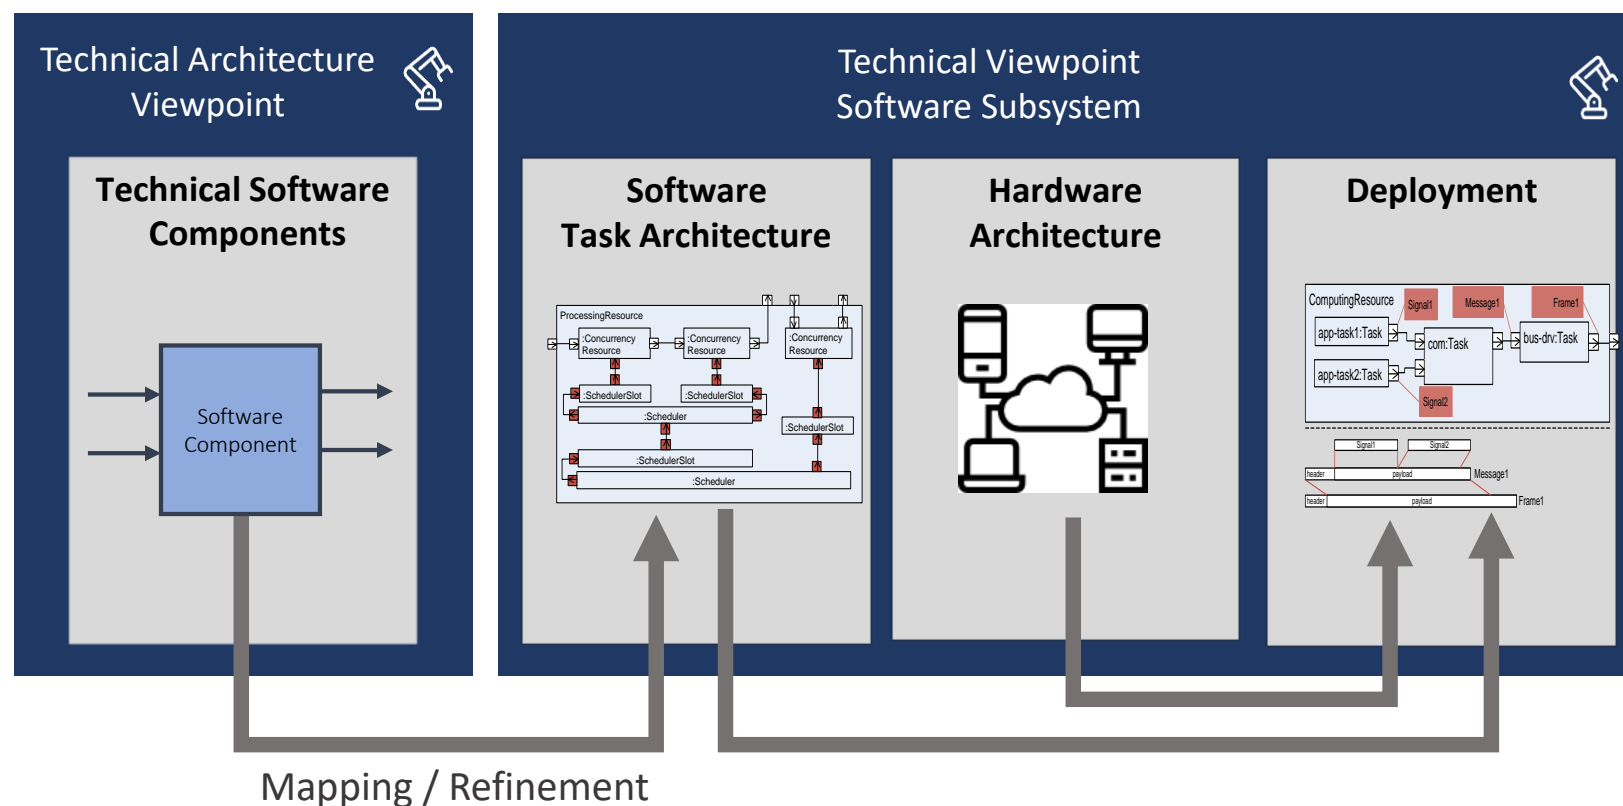 Technical Architecture
Viewpoint
Technical Software
Components
Software
Component
Technical Viewpoint
Software Subsystem
Software
Task Architecture
ProcessingResource
:Concurrency
Resource
:Concurrency
Resource
:Concurrency
Resource
:SchedulerSlot
:SchedulerSlot
:Scheduler
:SchedulerSlot
:SchedulerSlot
:Scheduler
Hardware
Architecture
Deployment
ComputingResource
Signal1
Message1
Frame1
app-task1:Task
com:Task
bus-drv:Task
app-task2:Task
Signal2
Signal1
Signal2
header
payload
Message1
header
payload
Frame1
Mapping / Refinement